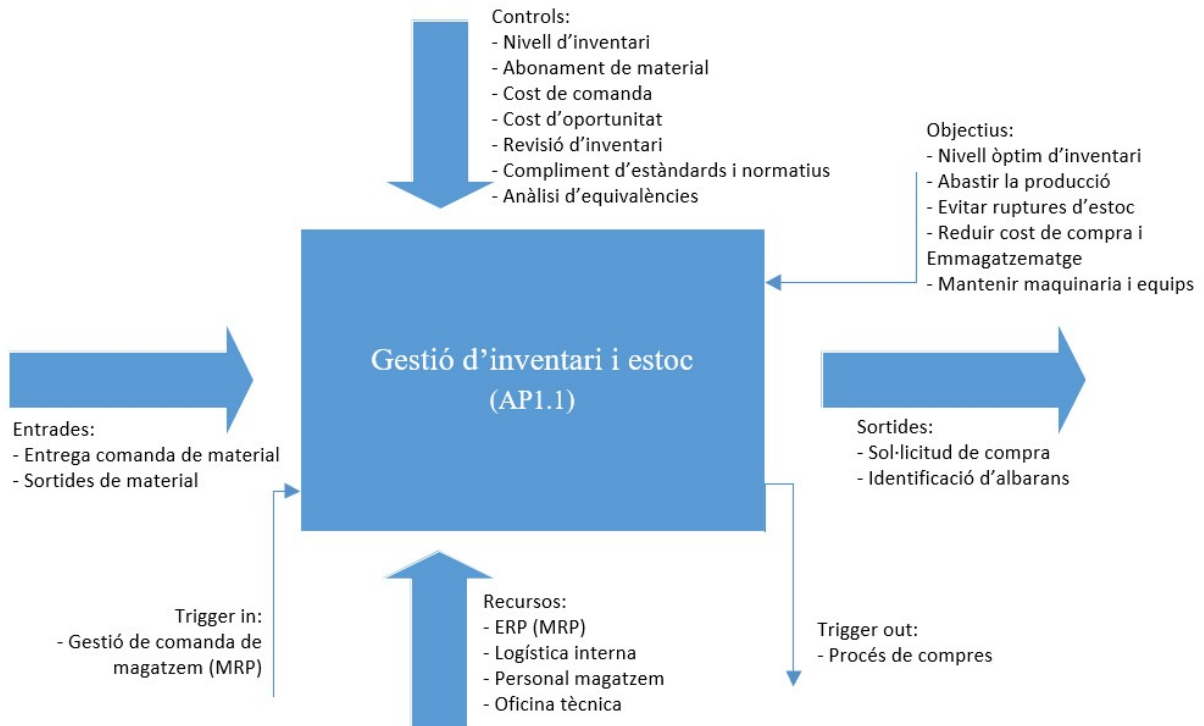 Controls:
- Nivell d'inventari
- Abonament de material
- Cost de comanda
- Cost d'oportunitat
- Revisió d'inventari
- Compliment d'estàndards i normatius
- Anàlisi d'equivalències
Objectius:
- Nivell òptim d'inventari
- Abastir la producció
- Evitar ruptures d'estoc
- Reduir cost de compra i
Emmagatzematge
- Mantenir maquinaria i equips
Gestió d'inventari i estoc
(AP1.1)
Entrades:
- Entrega comanda de material
- Sortides de material
Sortides:
- Sol·licitud de compra
- Identificació d'albarans
Trigger in:
- Gestió de comanda de
magatzem (MRP)
Recursos:
- ERP (MRP)
- Logística interna
- Personal magatzem
- Oficina tècnica
Trigger out:
- Procés de compres